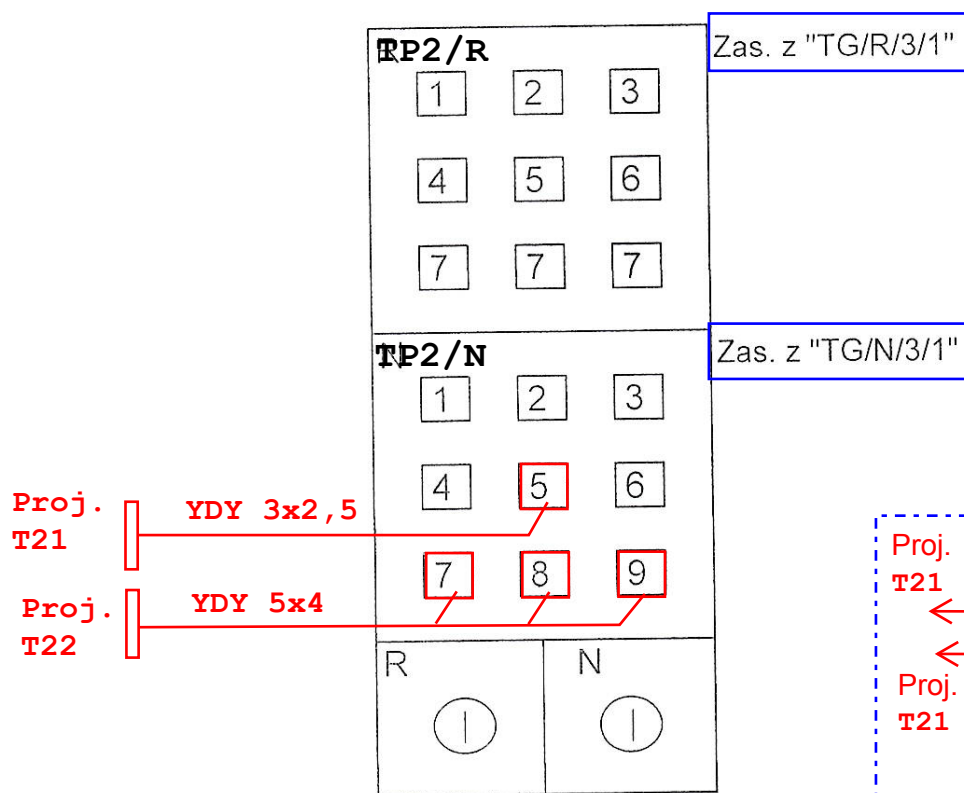 TP2/R
Zas. z "TG/R/3/1"
1 2 3
4 5 6
7 7 7
TP2/N
Zas. z "TG/N/3/1"
1 2 3
4 5 6
7 8 9
Proj.
T21
YDY 3x2,5
Proj.
T22
YDY 5x4
R N
Proj.
T21
Proj.
T21